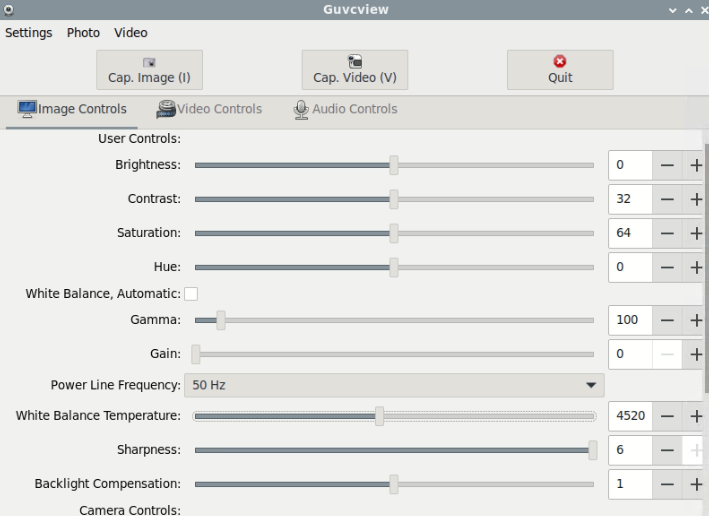 Guvcview
Settings Photo Video
Cap. Image (I) Cap. Video (V) Quit
Image Controls Video Controls Audio Controls
User Controls:
Brightness: 0
Contrast: 32
Saturation: 64
Hue: 0
White Balance, Automatic:
Gamma: 100
Gain: 0
Power Line Frequency: 50 Hz
White Balance Temperature: 4520
Sharpness: 6
Backlight Compensation: 1
Camera Controls: